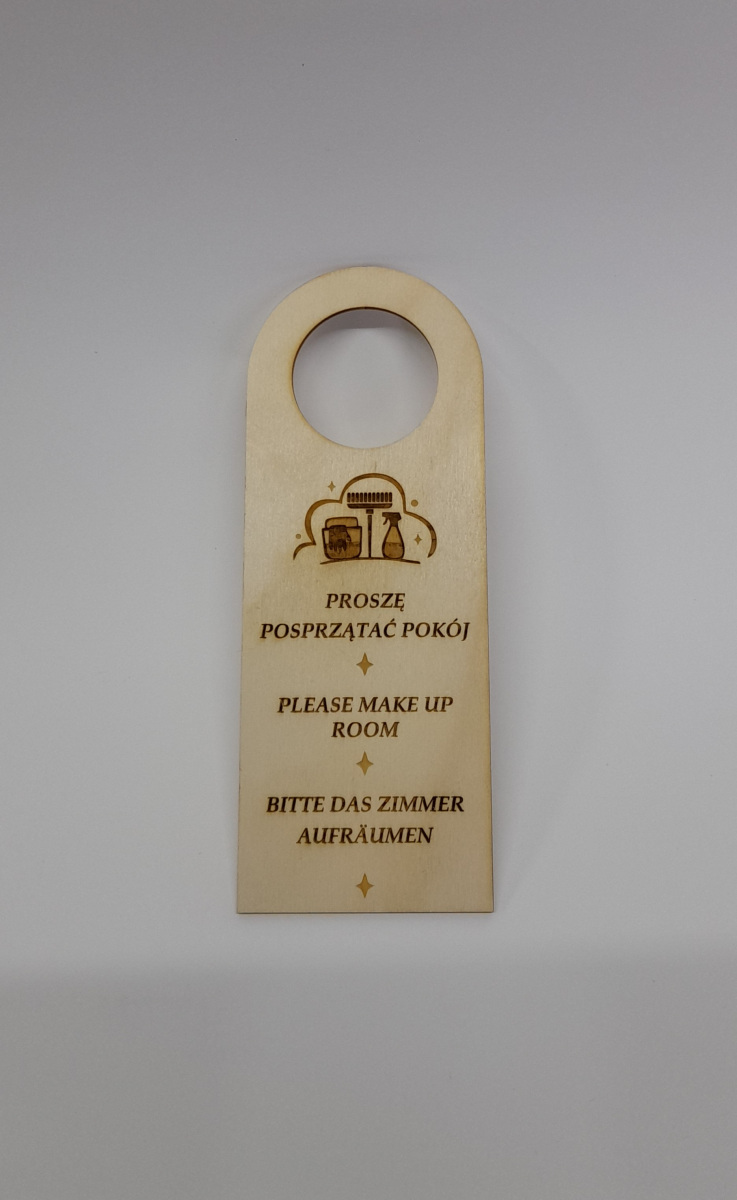 PROSZĘ
POSPRZĄTAĆ POKÓJ
PLEASE MAKE UP
ROOM
BITTE DAS ZIMMER
AUFRÄUMEN